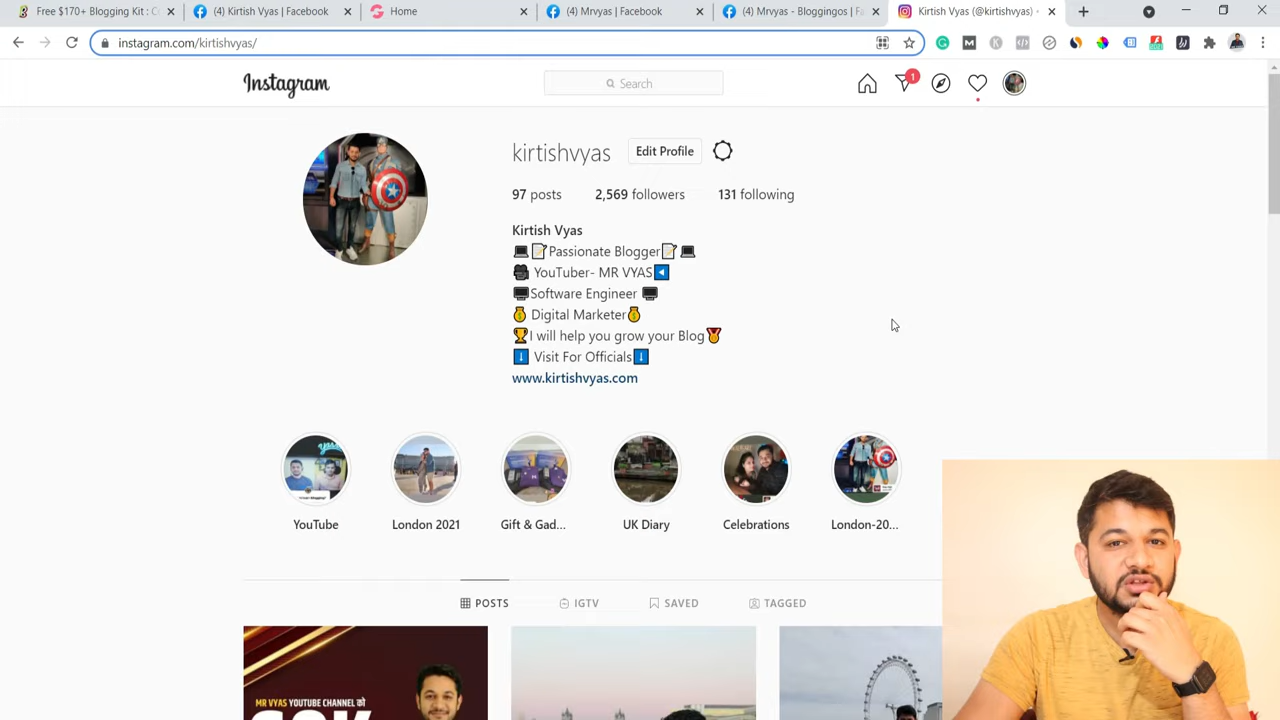 Free $170+ Blogging Kit : C
Kirtish Vyas | Facebook
Home
(4) Mrvyas | Facebook
(4) Mrvyas - Bloggingos | Fa
Kirtish Vyas (@kirtishvyas) •
instagram.com/kirtishvyas/
Instagram
Search
1
kirtishvyas
Edit Profile
97 posts
2,569 followers
131 following
Kirtish Vyas
💻📝Passionate Blogger📝💻
🎥 YouTuber- MR VYAS◀️
🖥️Software Engineer 🖥️
💰 Digital Marketer💰
🏆I will help you grow your Blog🏅
⬇️ Visit For Officials⬇️
www.kirtishvyas.com
YouTube
London 2021
Gift & Gad...
UK Diary
Celebrations
London-20...
POSTS
IGTV
SAVED
TAGGED
MR VYAS YOUTUBE CHANNEL को